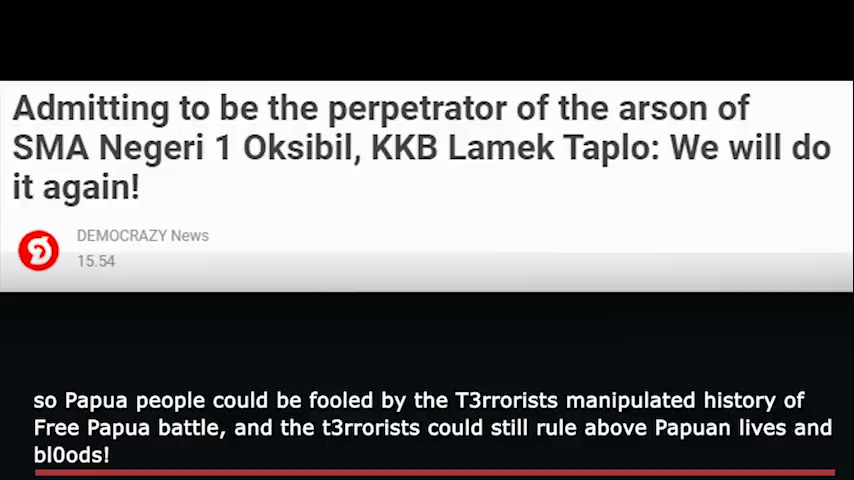 Admitting to be the perpetrator of the arson of
SMA Negeri 1 Oksibil, KKB Lamek Taplo: We will do
it again!
DEMOCRAZY News
15.54
so Papua people could be fooled by the T3rrorists manipulated history of
Free Papua battle, and the t3rrorists could still rule above Papuan lives and
bl0ods!